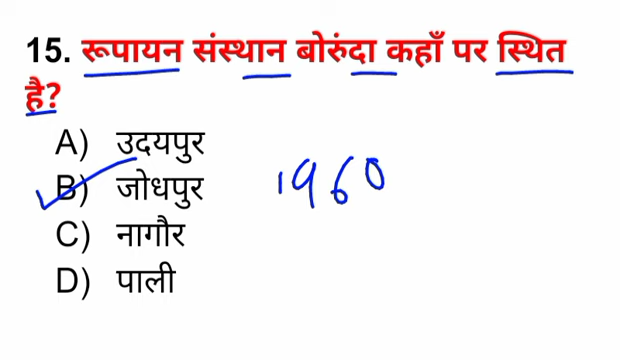 15. रूपायन संस्थान बोरुंदा कहाँ पर स्थित
है?
A) उदयपुर
B) जोधपुर 1960
C) नागौर
D) पाली